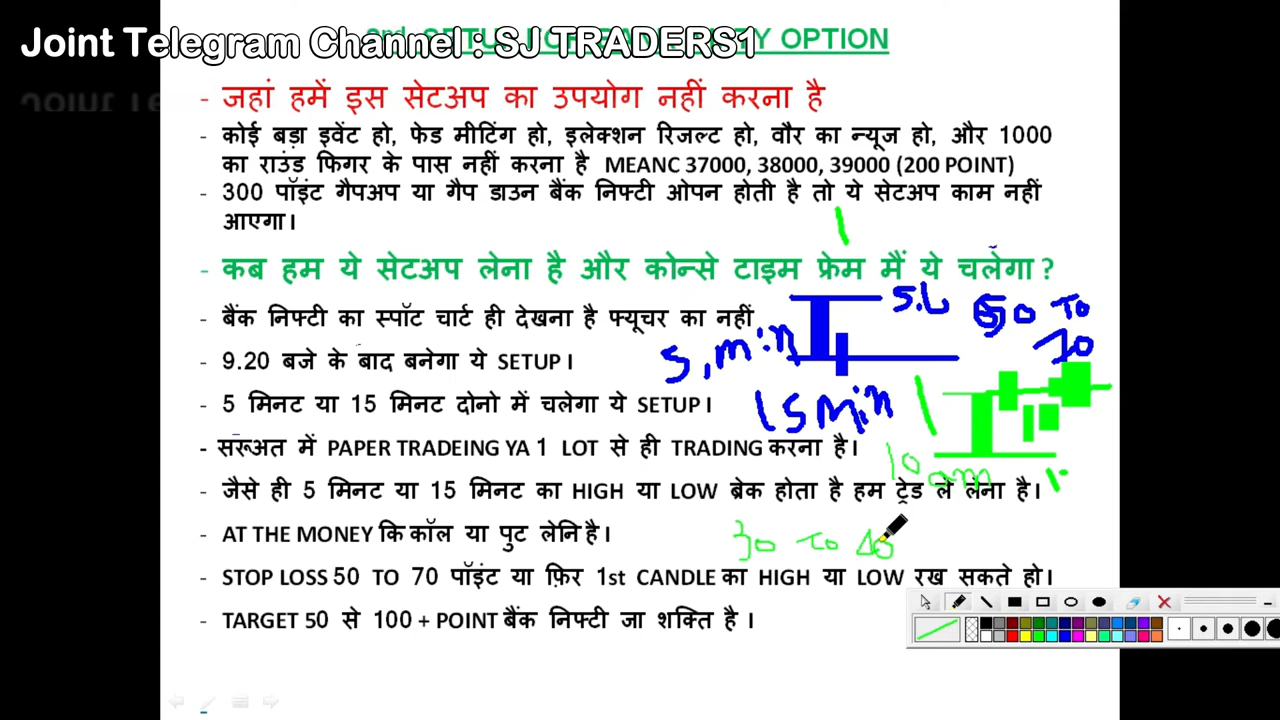 Joint Telegram Channel : SJ TRADERS1
OPTION
- जहां हमें इस सेटअप का उपयोग नहीं करना है
- कोई बड़ा इवेंट हो, फेड मीटिंग हो, इलेक्शन रिजल्ट हो, वौर का न्यूज हो, और 1000
का राउंड फिगर के पास नहीं करना है MEANC 37000, 38000, 39000 (200 POINT)
- 300 पॉइंट गैपअप या गैप डाउन बैंक निफ्टी ओपन होती है तो ये सेटअप काम नहीं
आएगा।
- कब हम ये सेटअप लेना है और कोन्से टाइम फ्रेम मैं ये चलेगा ?
- बैंक निफ्टी का स्पॉट चार्ट ही देखना है फ्यूचर का नहीं
S.L 50 TO
70
5 min
- 9.20 बजे के बाद बनेगा ये SETUP।
- 5 मिनट या 15 मिनट दोनो में चलेगा ये SETUP।
15 min
- सरूअत में PAPER TRADEING YA 1 LOT से ही TRADING करना है।
10 am
- जैसे ही 5 मिनट या 15 मिनट का HIGH या LOW ब्रेक होता है हम ट्रेड ले लेना है।
- AT THE MONEY कि कॉल या पुट लेनि है।
30 TO 40
- STOP LOSS 50 TO 70 पॉइंट या फ़िर 1st CANDLE का HIGH या LOW रख सकते हो।
- TARGET 50 से 100 + POINT बैंक निफ्टी जा शक्ति है ।